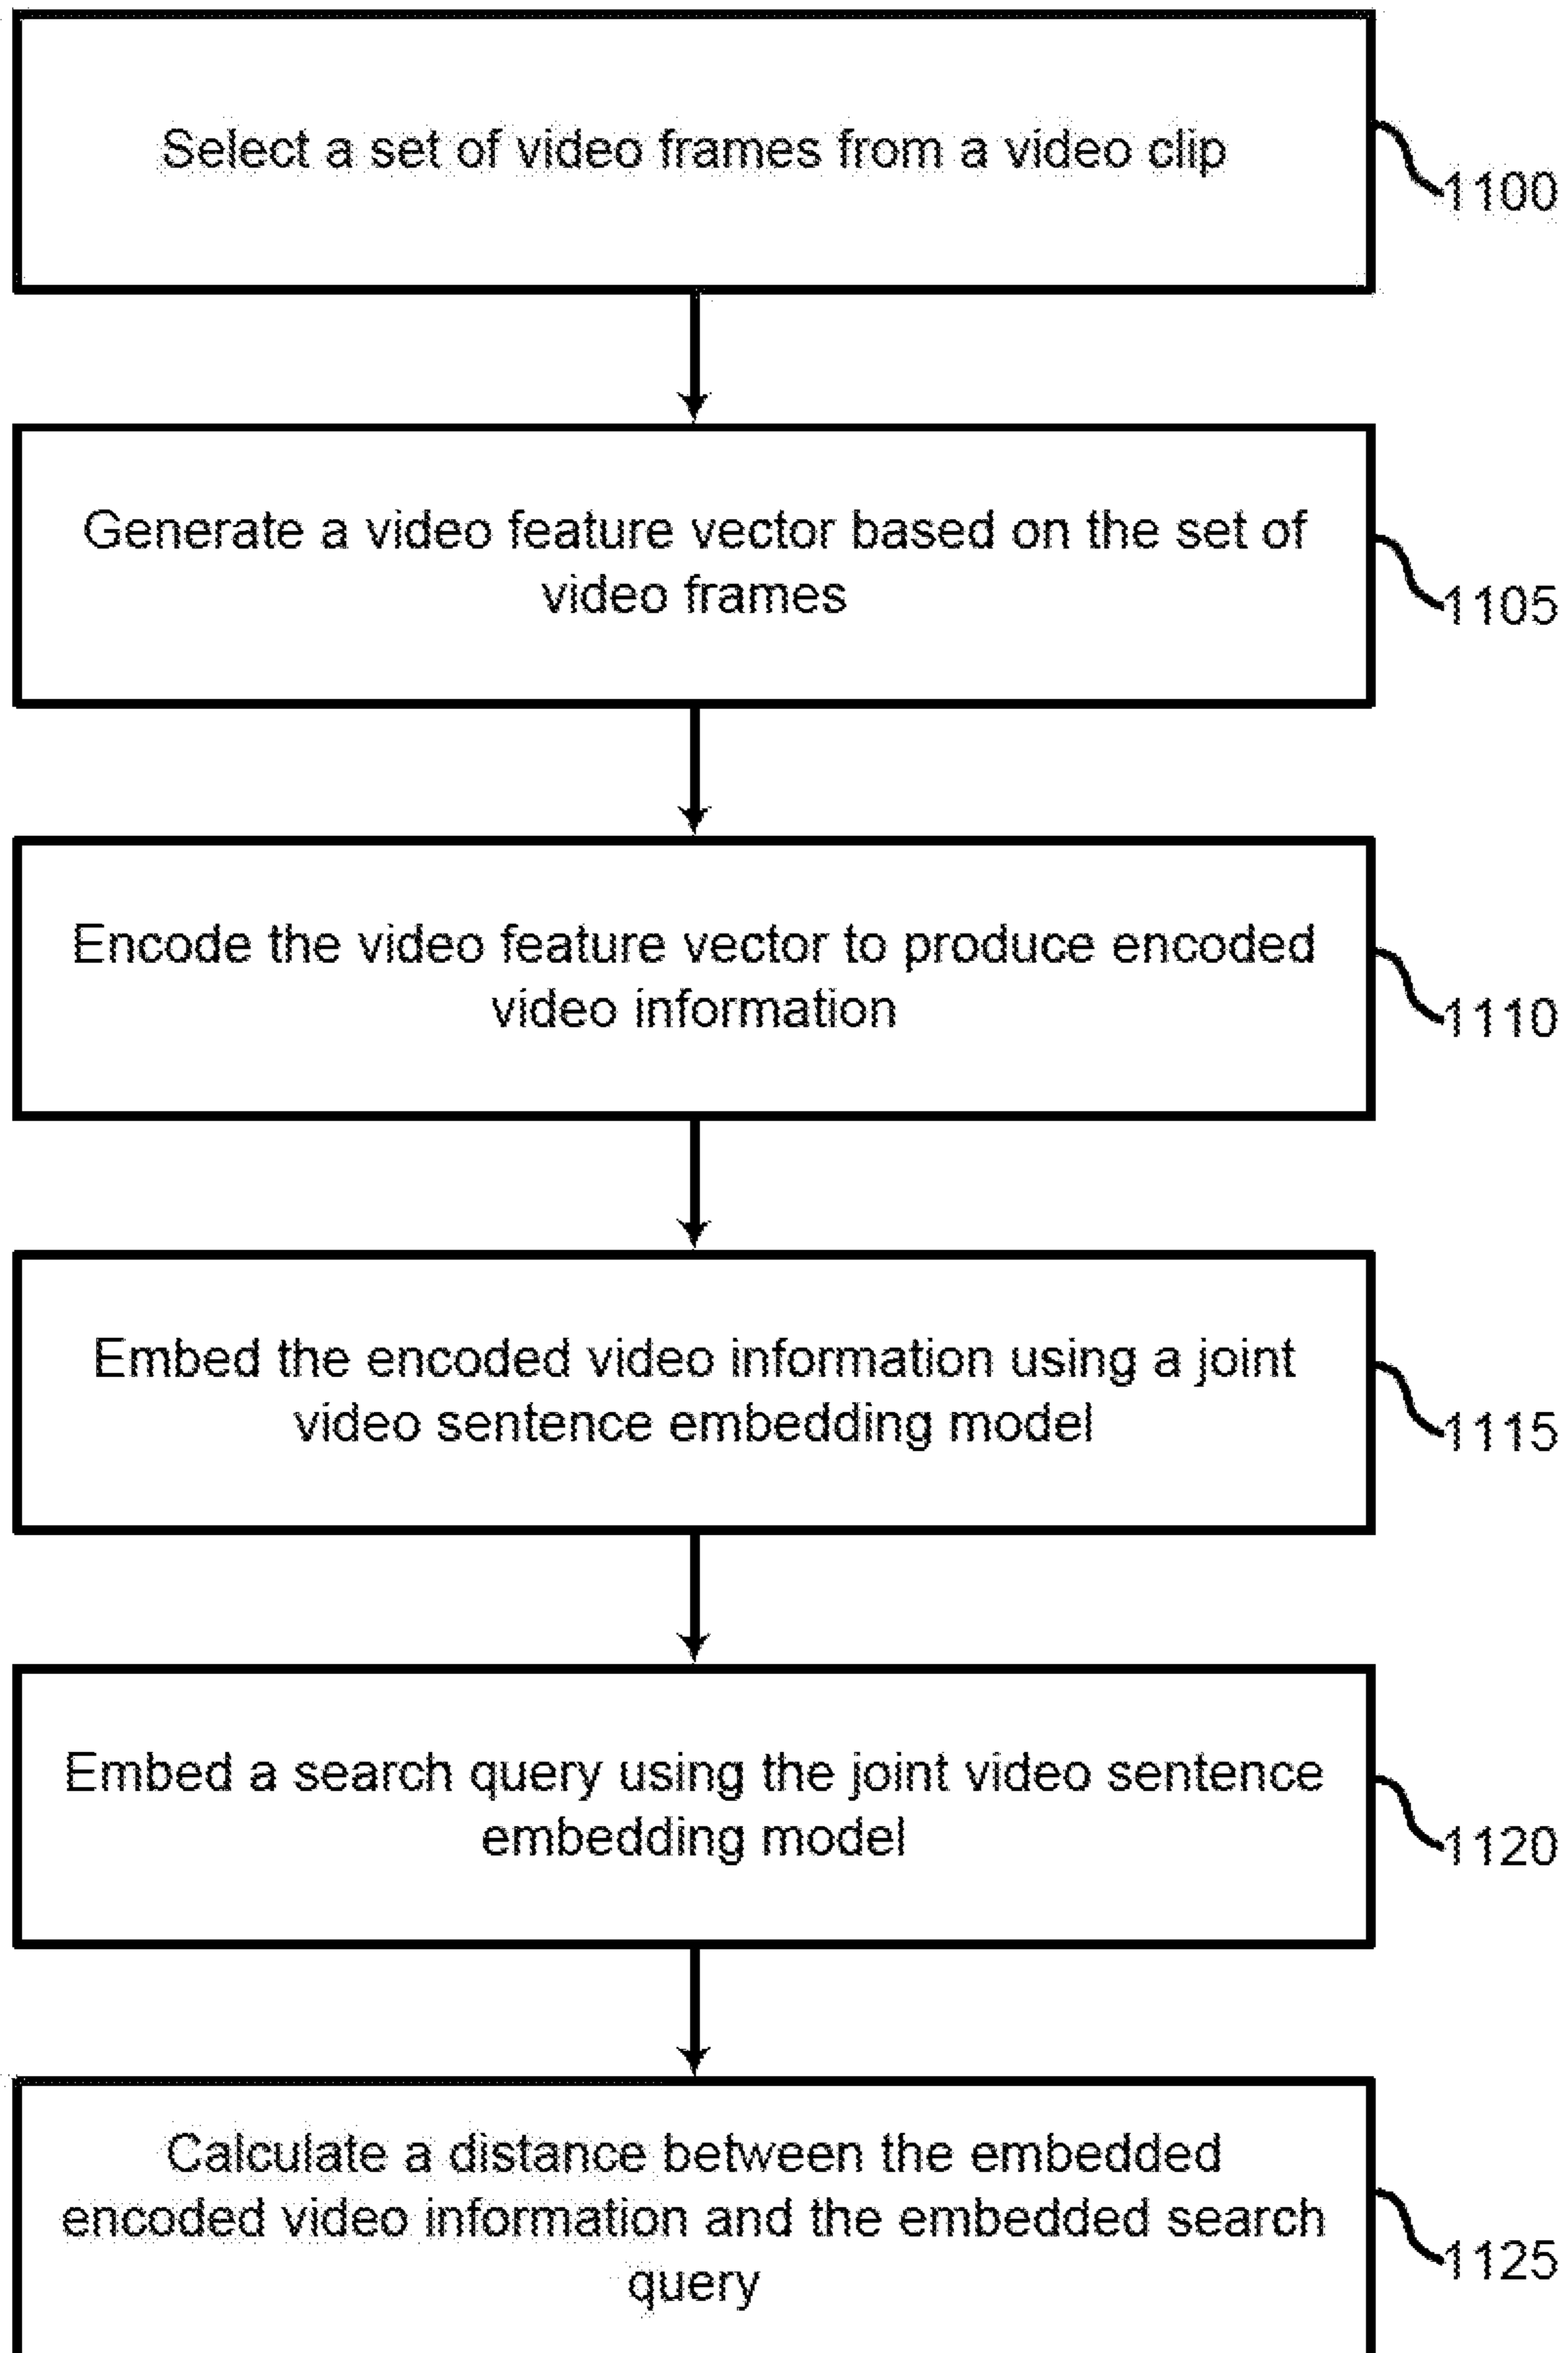 Select a set of video frames from a video clip
1100
Generate a video feature vector based on the set of
video frames
1105
Encode the video feature vector to produce encoded
video information
1110
Embed the encoded video information using a joint
video sentence embedding model
1115
Embed a search query using the joint video sentence
embedding model
1120
Calculate a distance between the embedded
encoded video information and the embedded search
query
1125